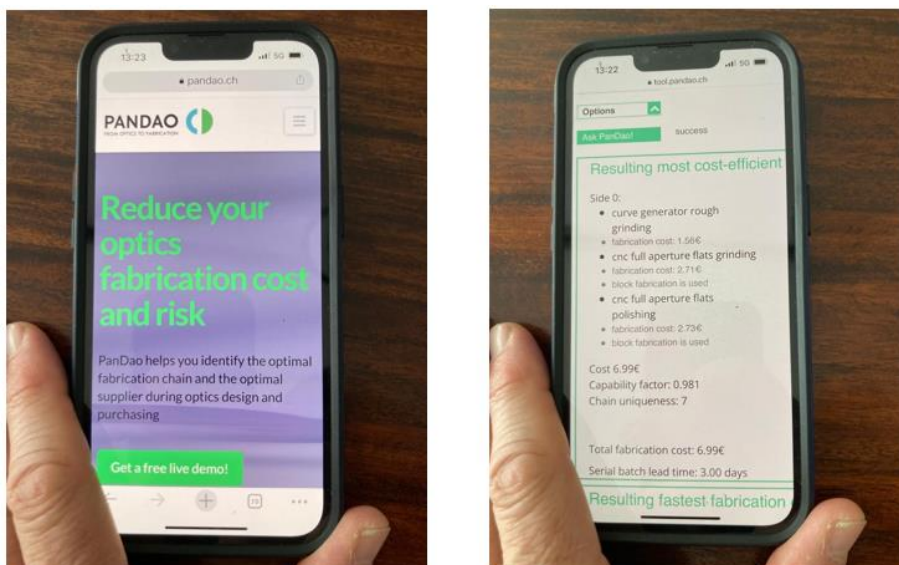 13:23
5G
pandao.ch
PANDAO
FROM OPTICS TO FABRICATION
Reduce your
optics
fabrication cost
and risk
PanDao helps you identify the optimal
fabrication chain and the optimal
supplier during optics design and
purchasing
Get a free live demo!
13:22
5G
tool.pandao.ch
Options
Ask PanDao! success
Resulting most cost-efficient
Side 0:
• curve generator rough
grinding
• fabrication cost: 1.56€
• cnc full aperture flats grinding
• fabrication cost: 2.71€
• block fabrication is used
• cnc full aperture flats
polishing
• fabrication cost: 2.73€
• block fabrication is used
Cost 6.99€
Capability factor: 0.981
Chain uniqueness: 7
Total fabrication cost: 6.99€
Serial batch lead time: 3.00 days
Resulting fastest fabrication